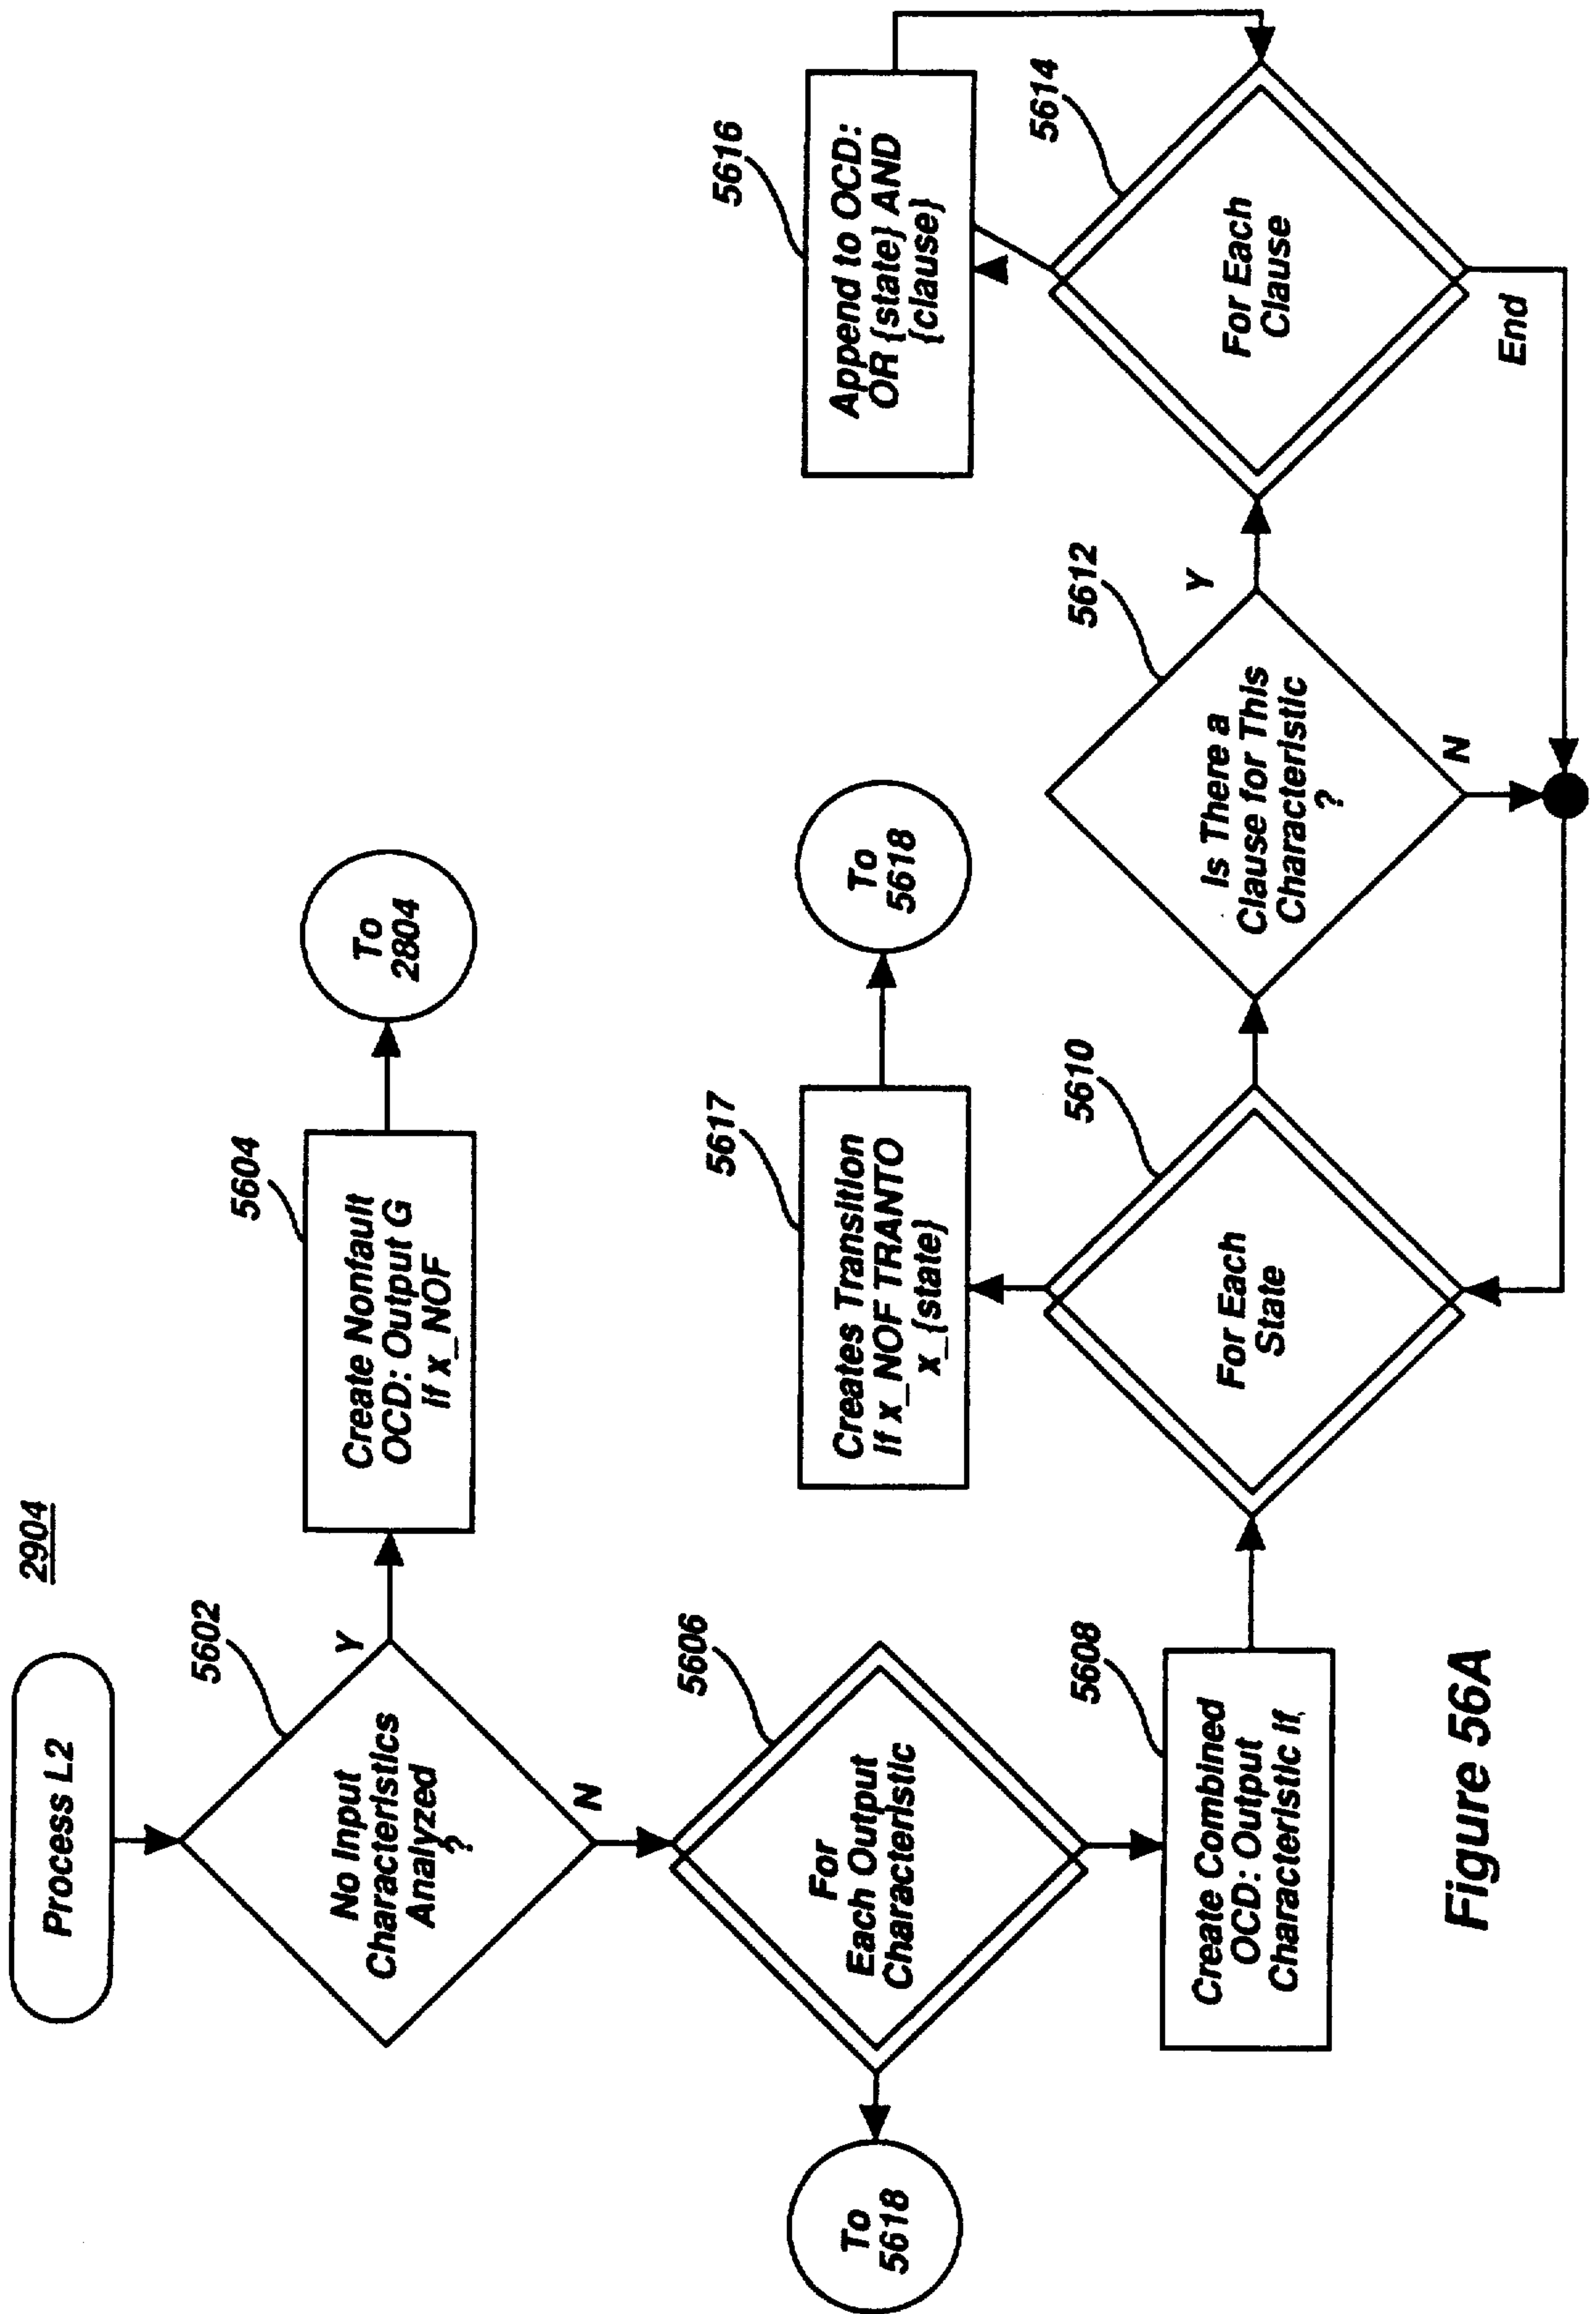 2904
Process L2
5602
No Input
Characteristics
Analyzed
?
Y
N
5604
Create Nonfault
OCD: Output G
If x_NOF
To
2804
5606
For
Each Output
Characteristic
To
5618
5608
Create Combined
OCD: Output
Characteristic If,
5617
Creates Transition
If x_NOF TRANTO
x_{state}
To
5618
5610
For Each
State
5612
Is There a
Clause for This
Characteristic
?
Y
N
5616
Append to OCD:
OR {state} AND
{clause}
5614
For Each
Clause
End
Figure 56A